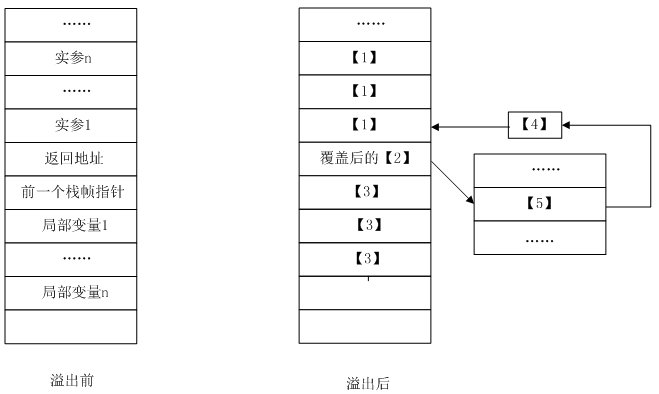 ……
实参n
……
实参1
返回地址
前一个栈帧指针
局部变量1
……
局部变量n
溢出前
……
【1】
【1】
【1】
覆盖后的【2】
【3】
【3】
【3】
溢出后
【4】
……
【5】
……